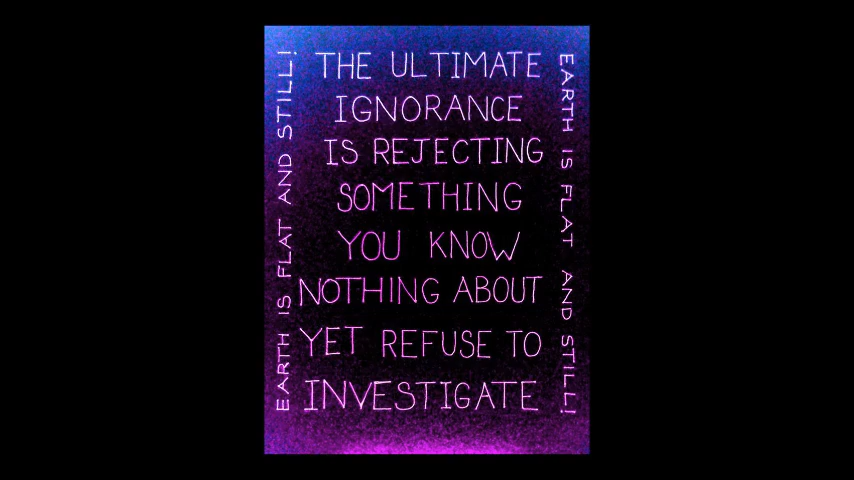 THE ULTIMATE
IGNORANCE
IS REJECTING
SOMETHING
YOU KNOW
NOTHING ABOUT
YET REFUSE TO
INVESTIGATE
EARTH IS FLAT AND STILL!
EARTH IS FLAT AND STILL!